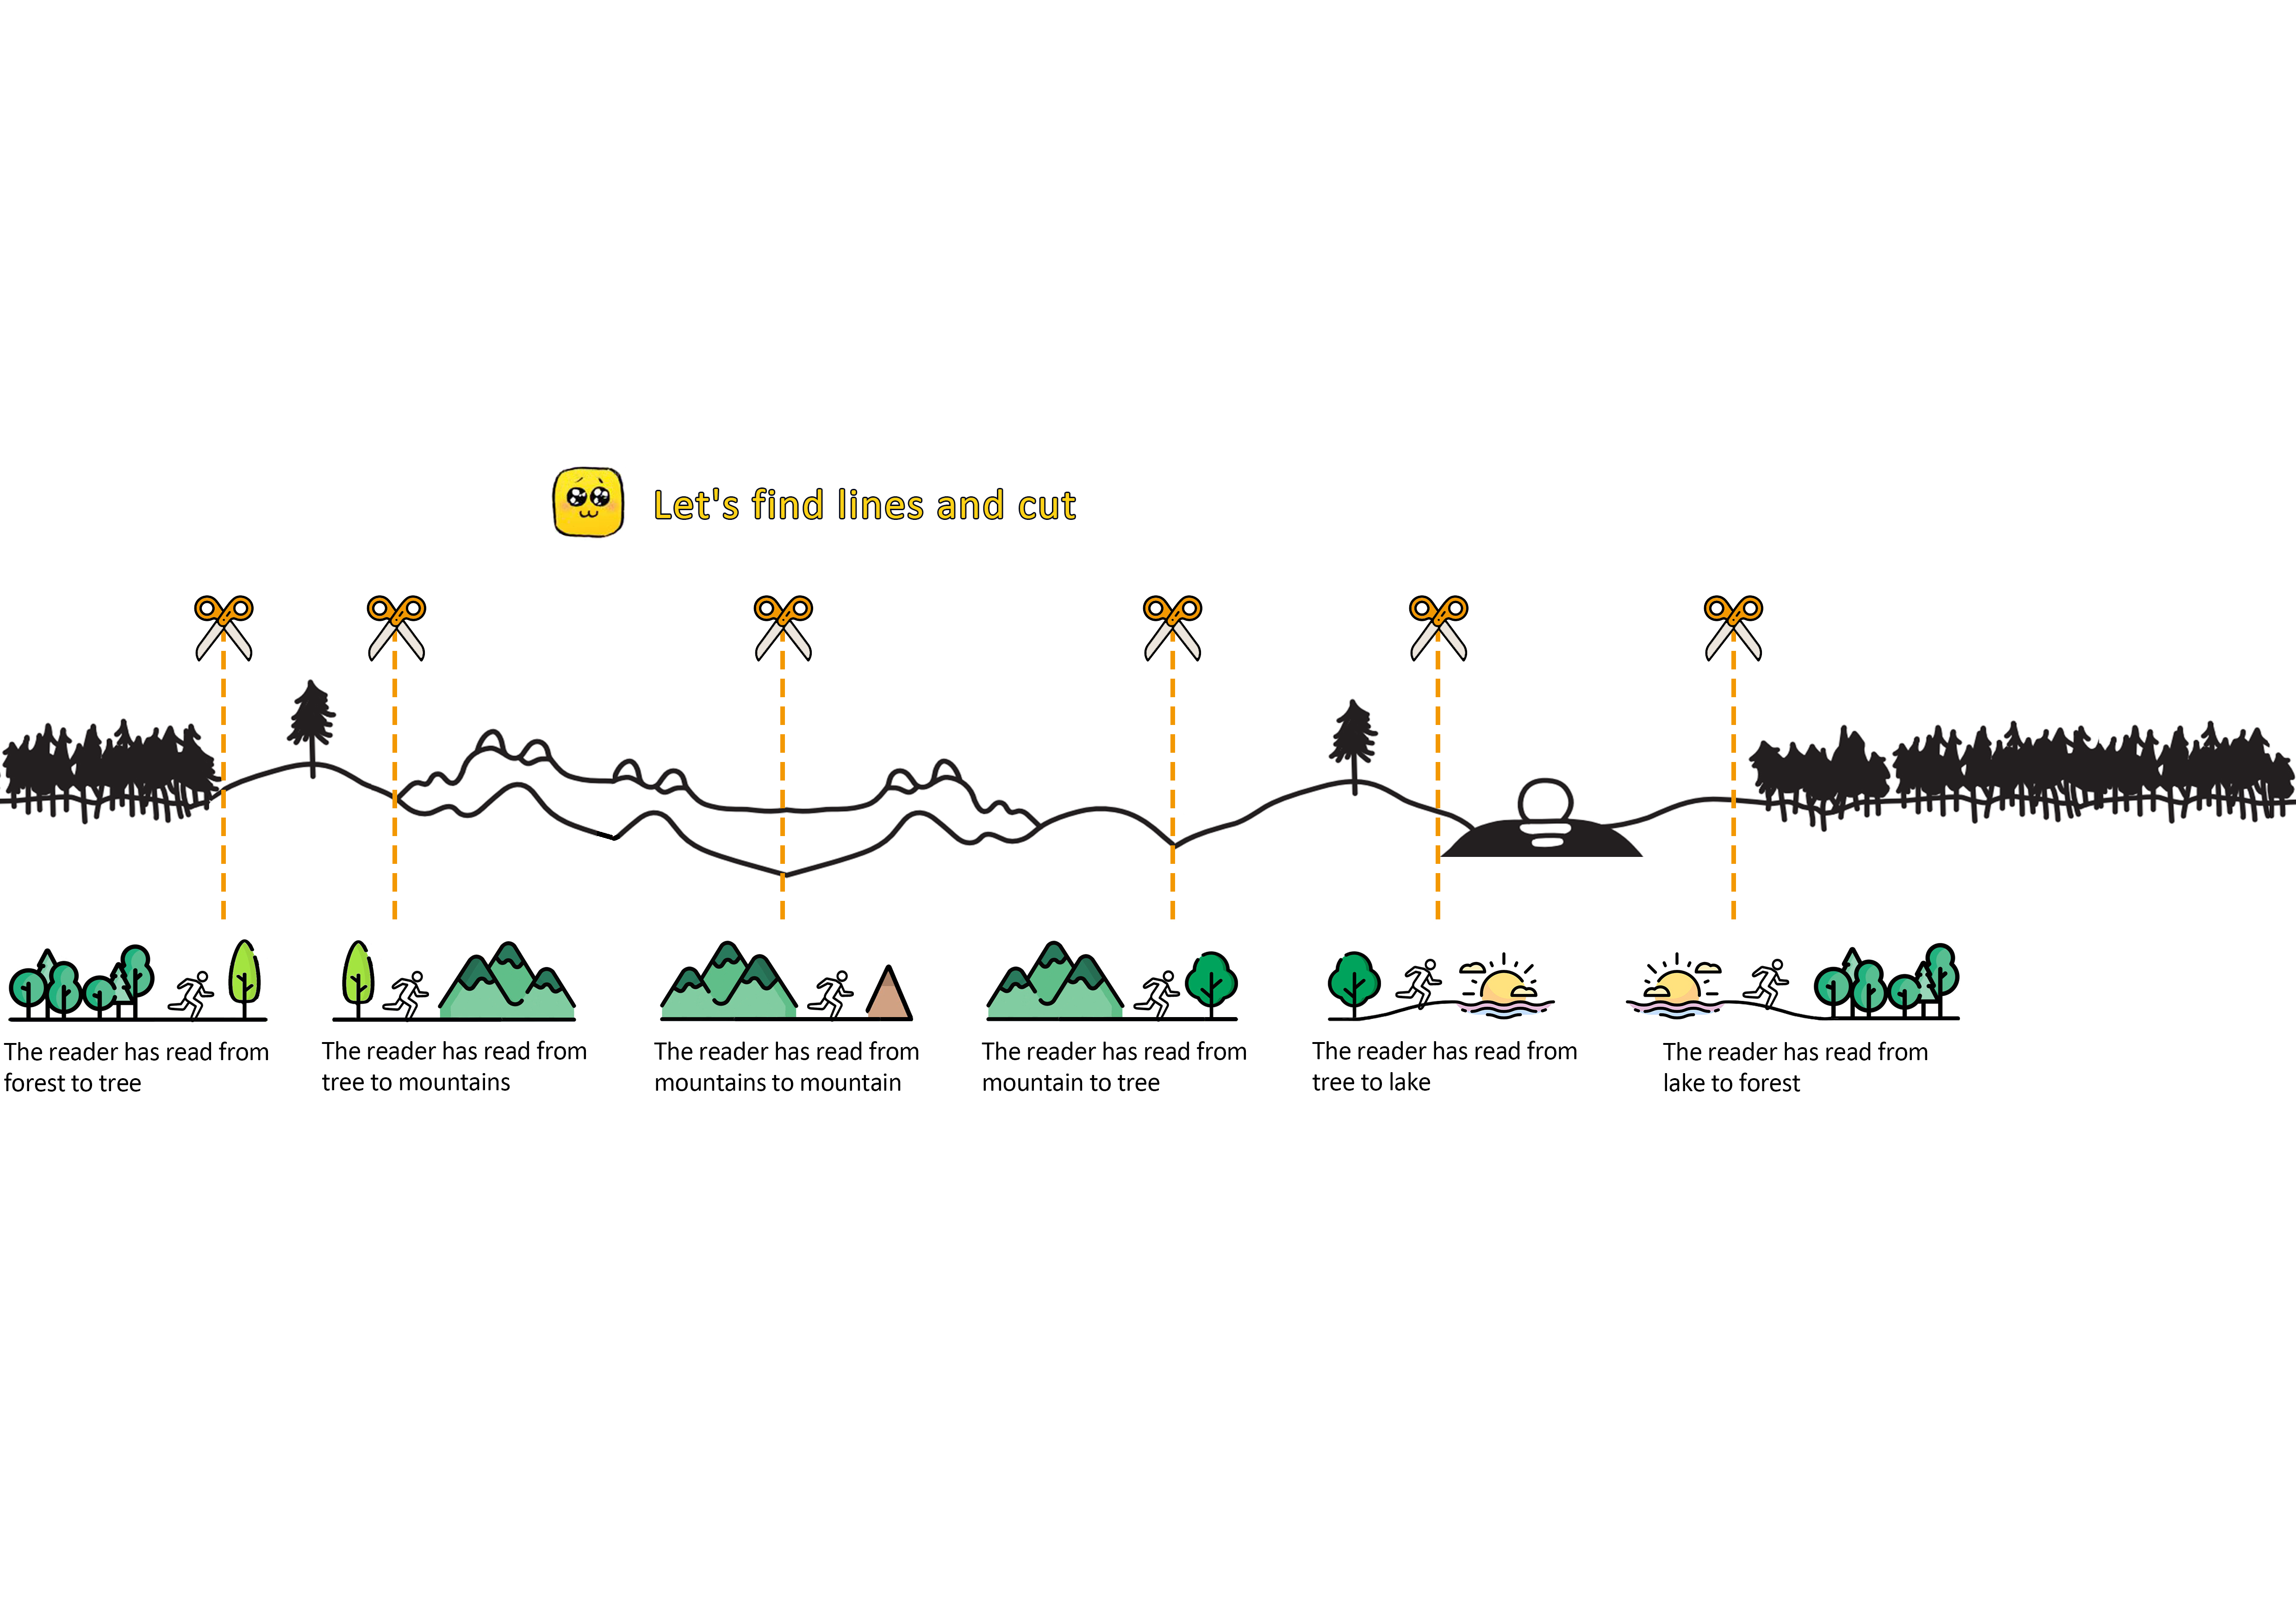 Let's find lines and cut
The reader has read from
forest to tree
The reader has read from
tree to mountains
The reader has read from
mountains to mountain
The reader has read from
mountain to tree
The reader has read from
tree to lake
The reader has read from
lake to forest